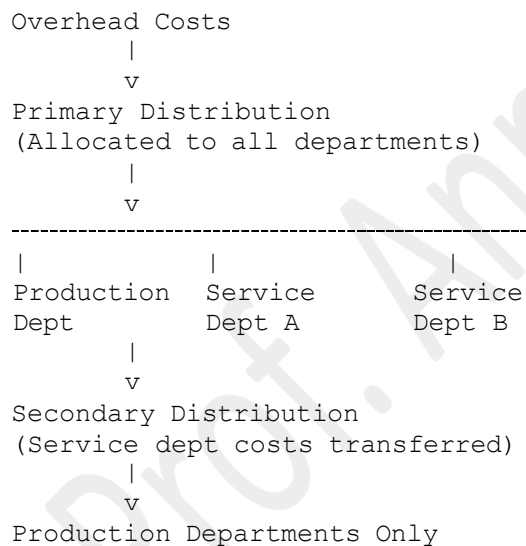 Overhead Costs
|
v
Primary Distribution
(Allocated to all departments)
|
v
-----------------------------------------------------
| | |
Production Service Service
Dept Dept A Dept B
|
v
Secondary Distribution
(Service dept costs transferred)
|
v
Production Departments Only
Prof.